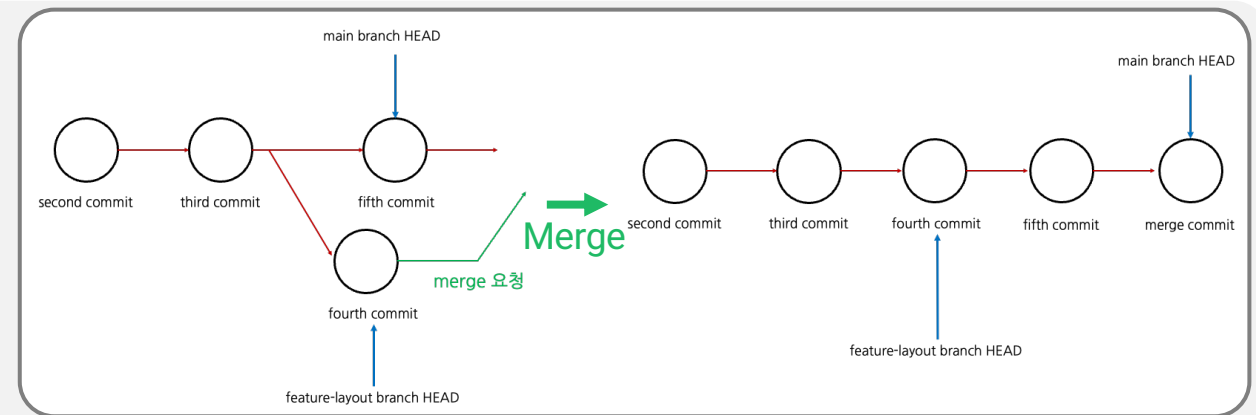 main branch HEAD
second commit
third commit
fifth commit
merge 요청
fourth commit
feature-layout branch HEAD
Merge
main branch HEAD
second commit
third commit
fourth commit
fifth commit
merge commit
feature-layout branch HEAD